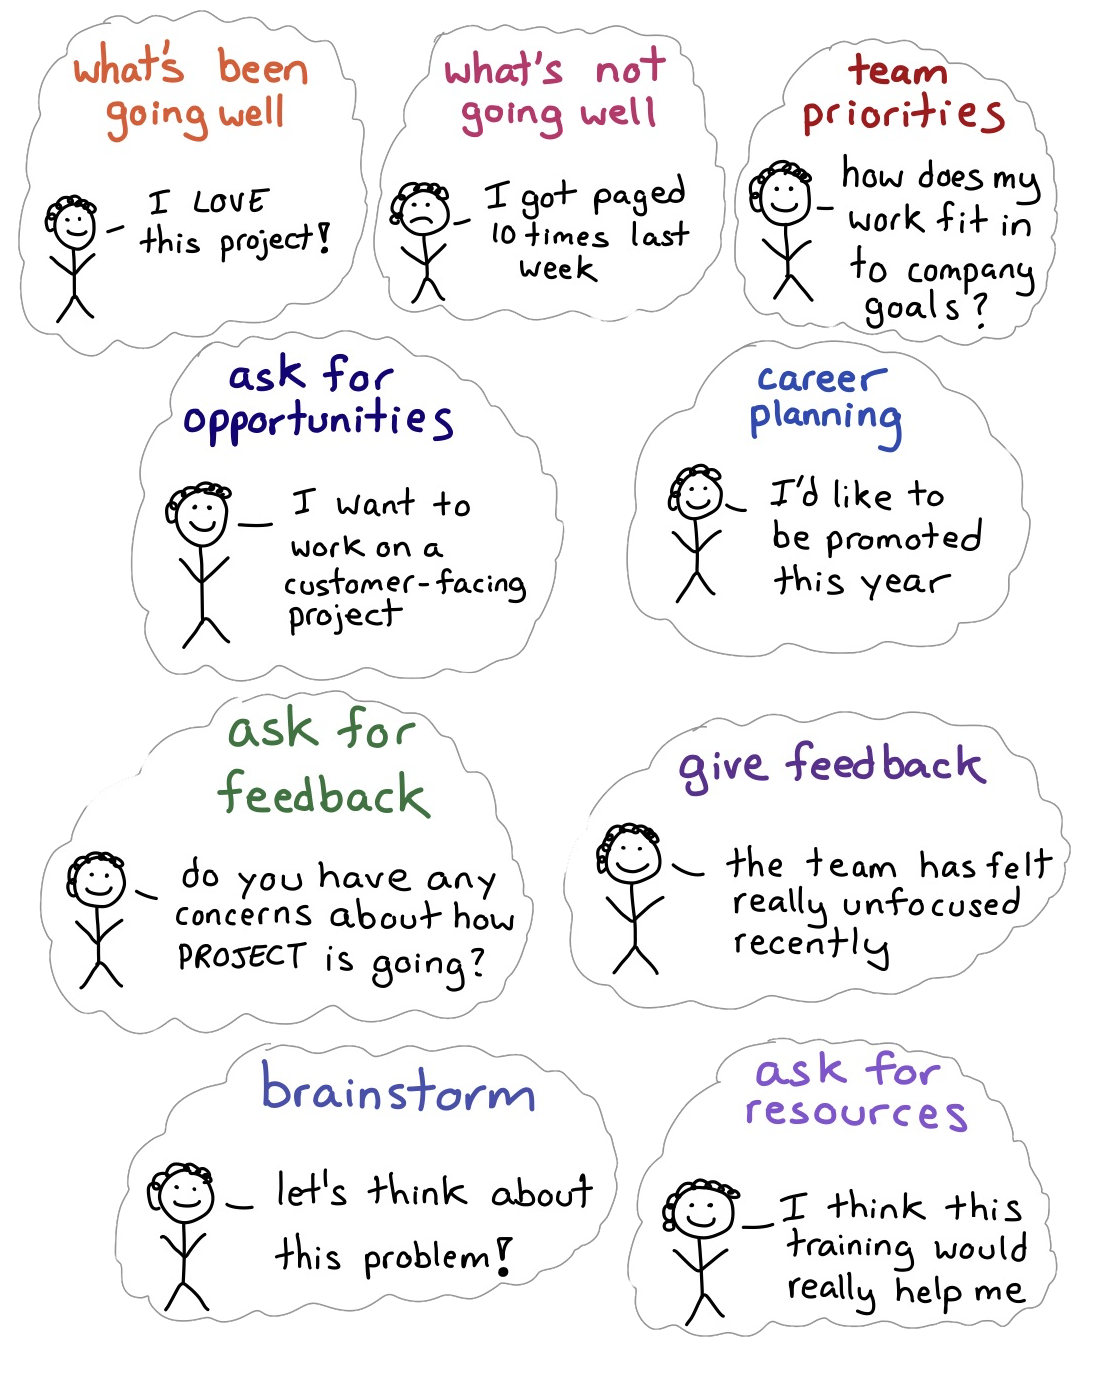 what's been
going well
I LOVE
this project!
what's not
going well
I got paged
10 times last
week
team
priorities
how does my
work fit in
to company
goals?
ask for
opportunities
I want to
work on a
customer-facing
project
career
planning
I'd like to
be promoted
this year
ask for
feedback
do you have any
concerns about how
PROJECT is going?
give feedback
the team has felt
really unfocused
recently
brainstorm
let's think about
this problem!
ask for
resources
I think this
training would
really help me